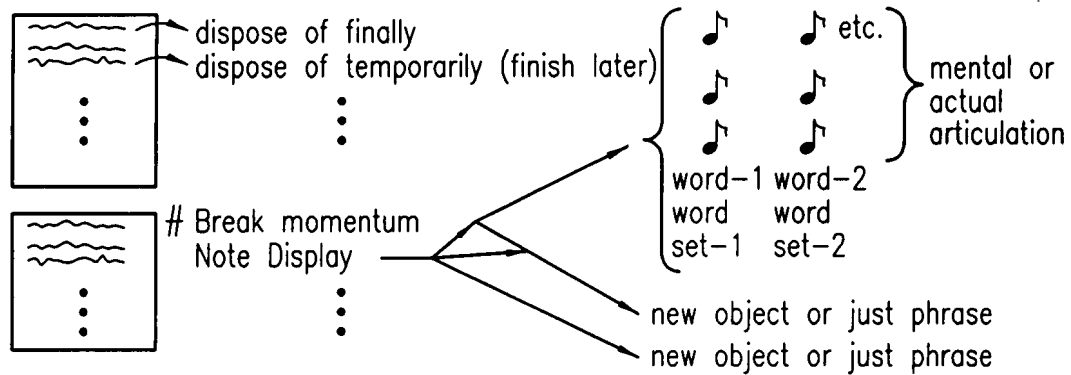 dispose of finally
dispose of temporarily (finish later)
# Break momentum
Note Display
etc.
mental or
actual
articulation
word-1 word-2
word word
set-1 set-2
new object or just phrase
new object or just phrase